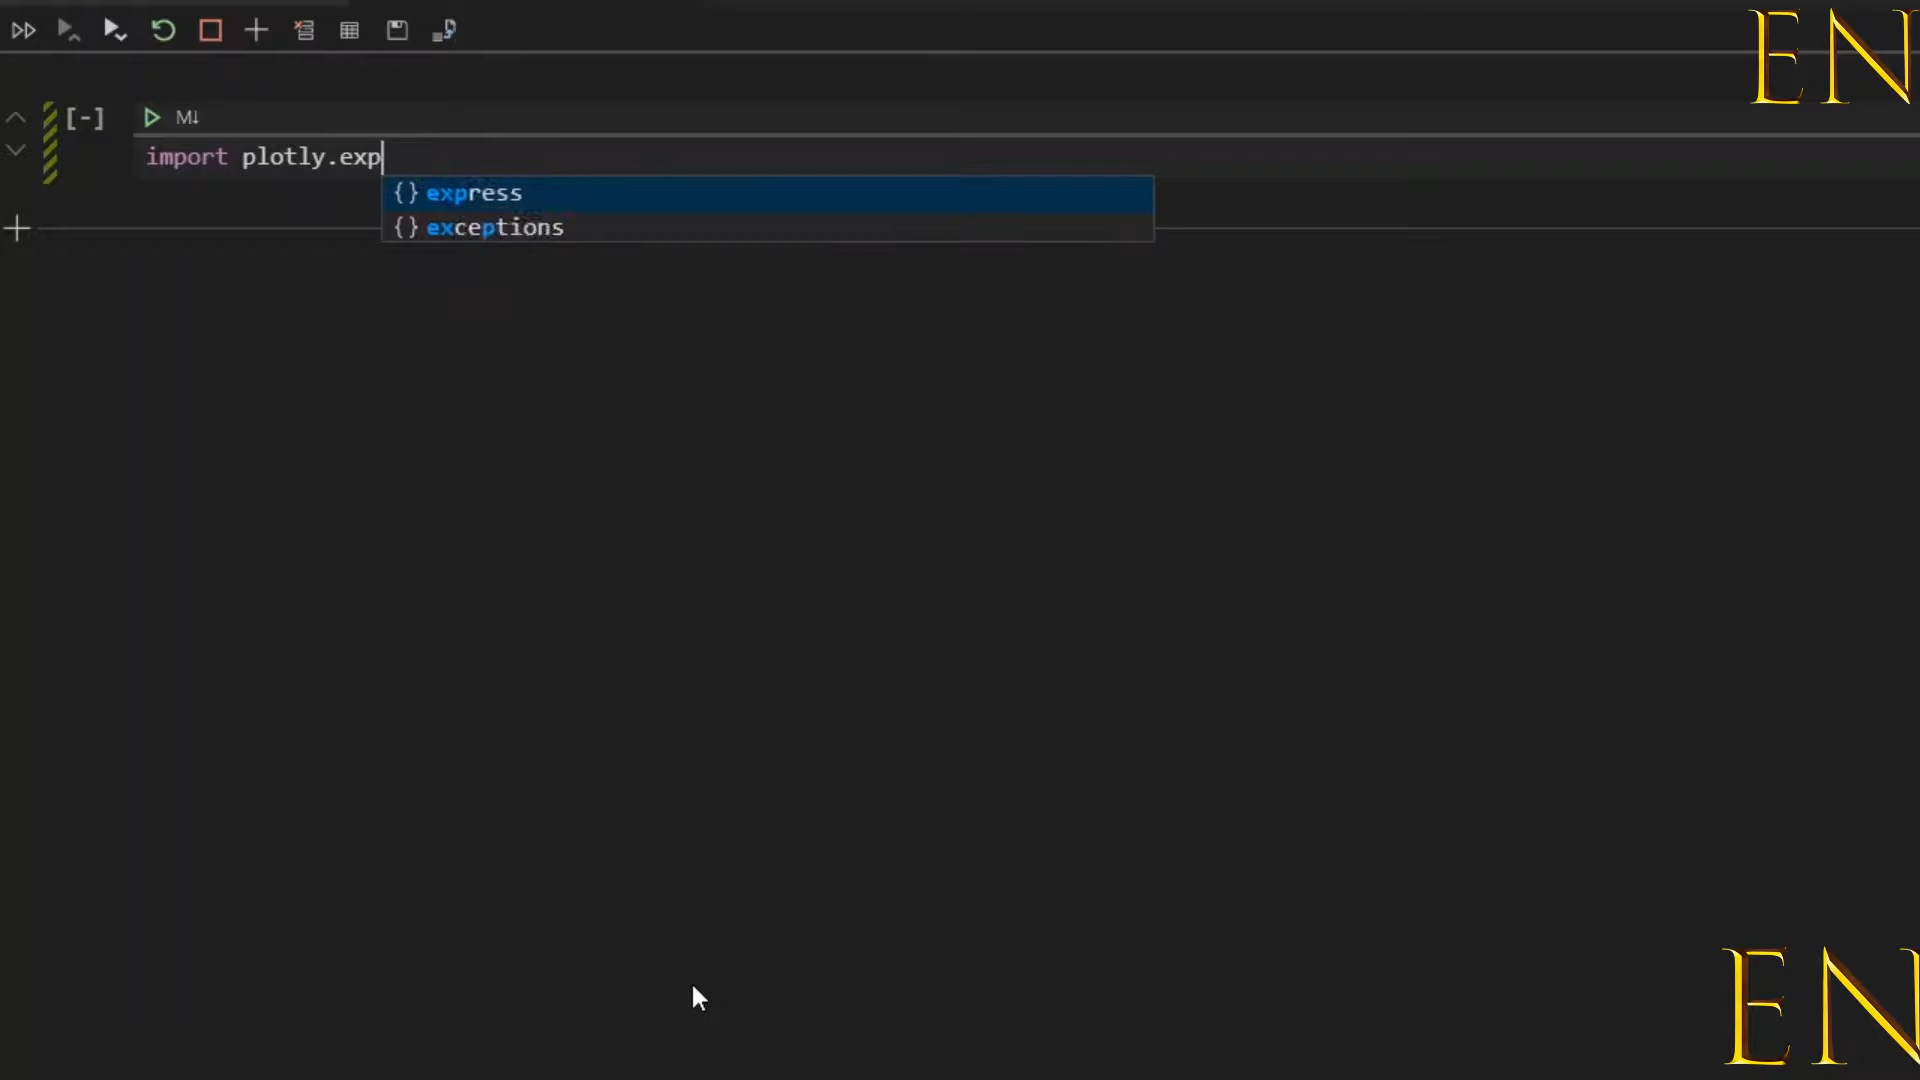 EN
[-] M↓
import plotly.exp
{} express
{} exceptions
EN